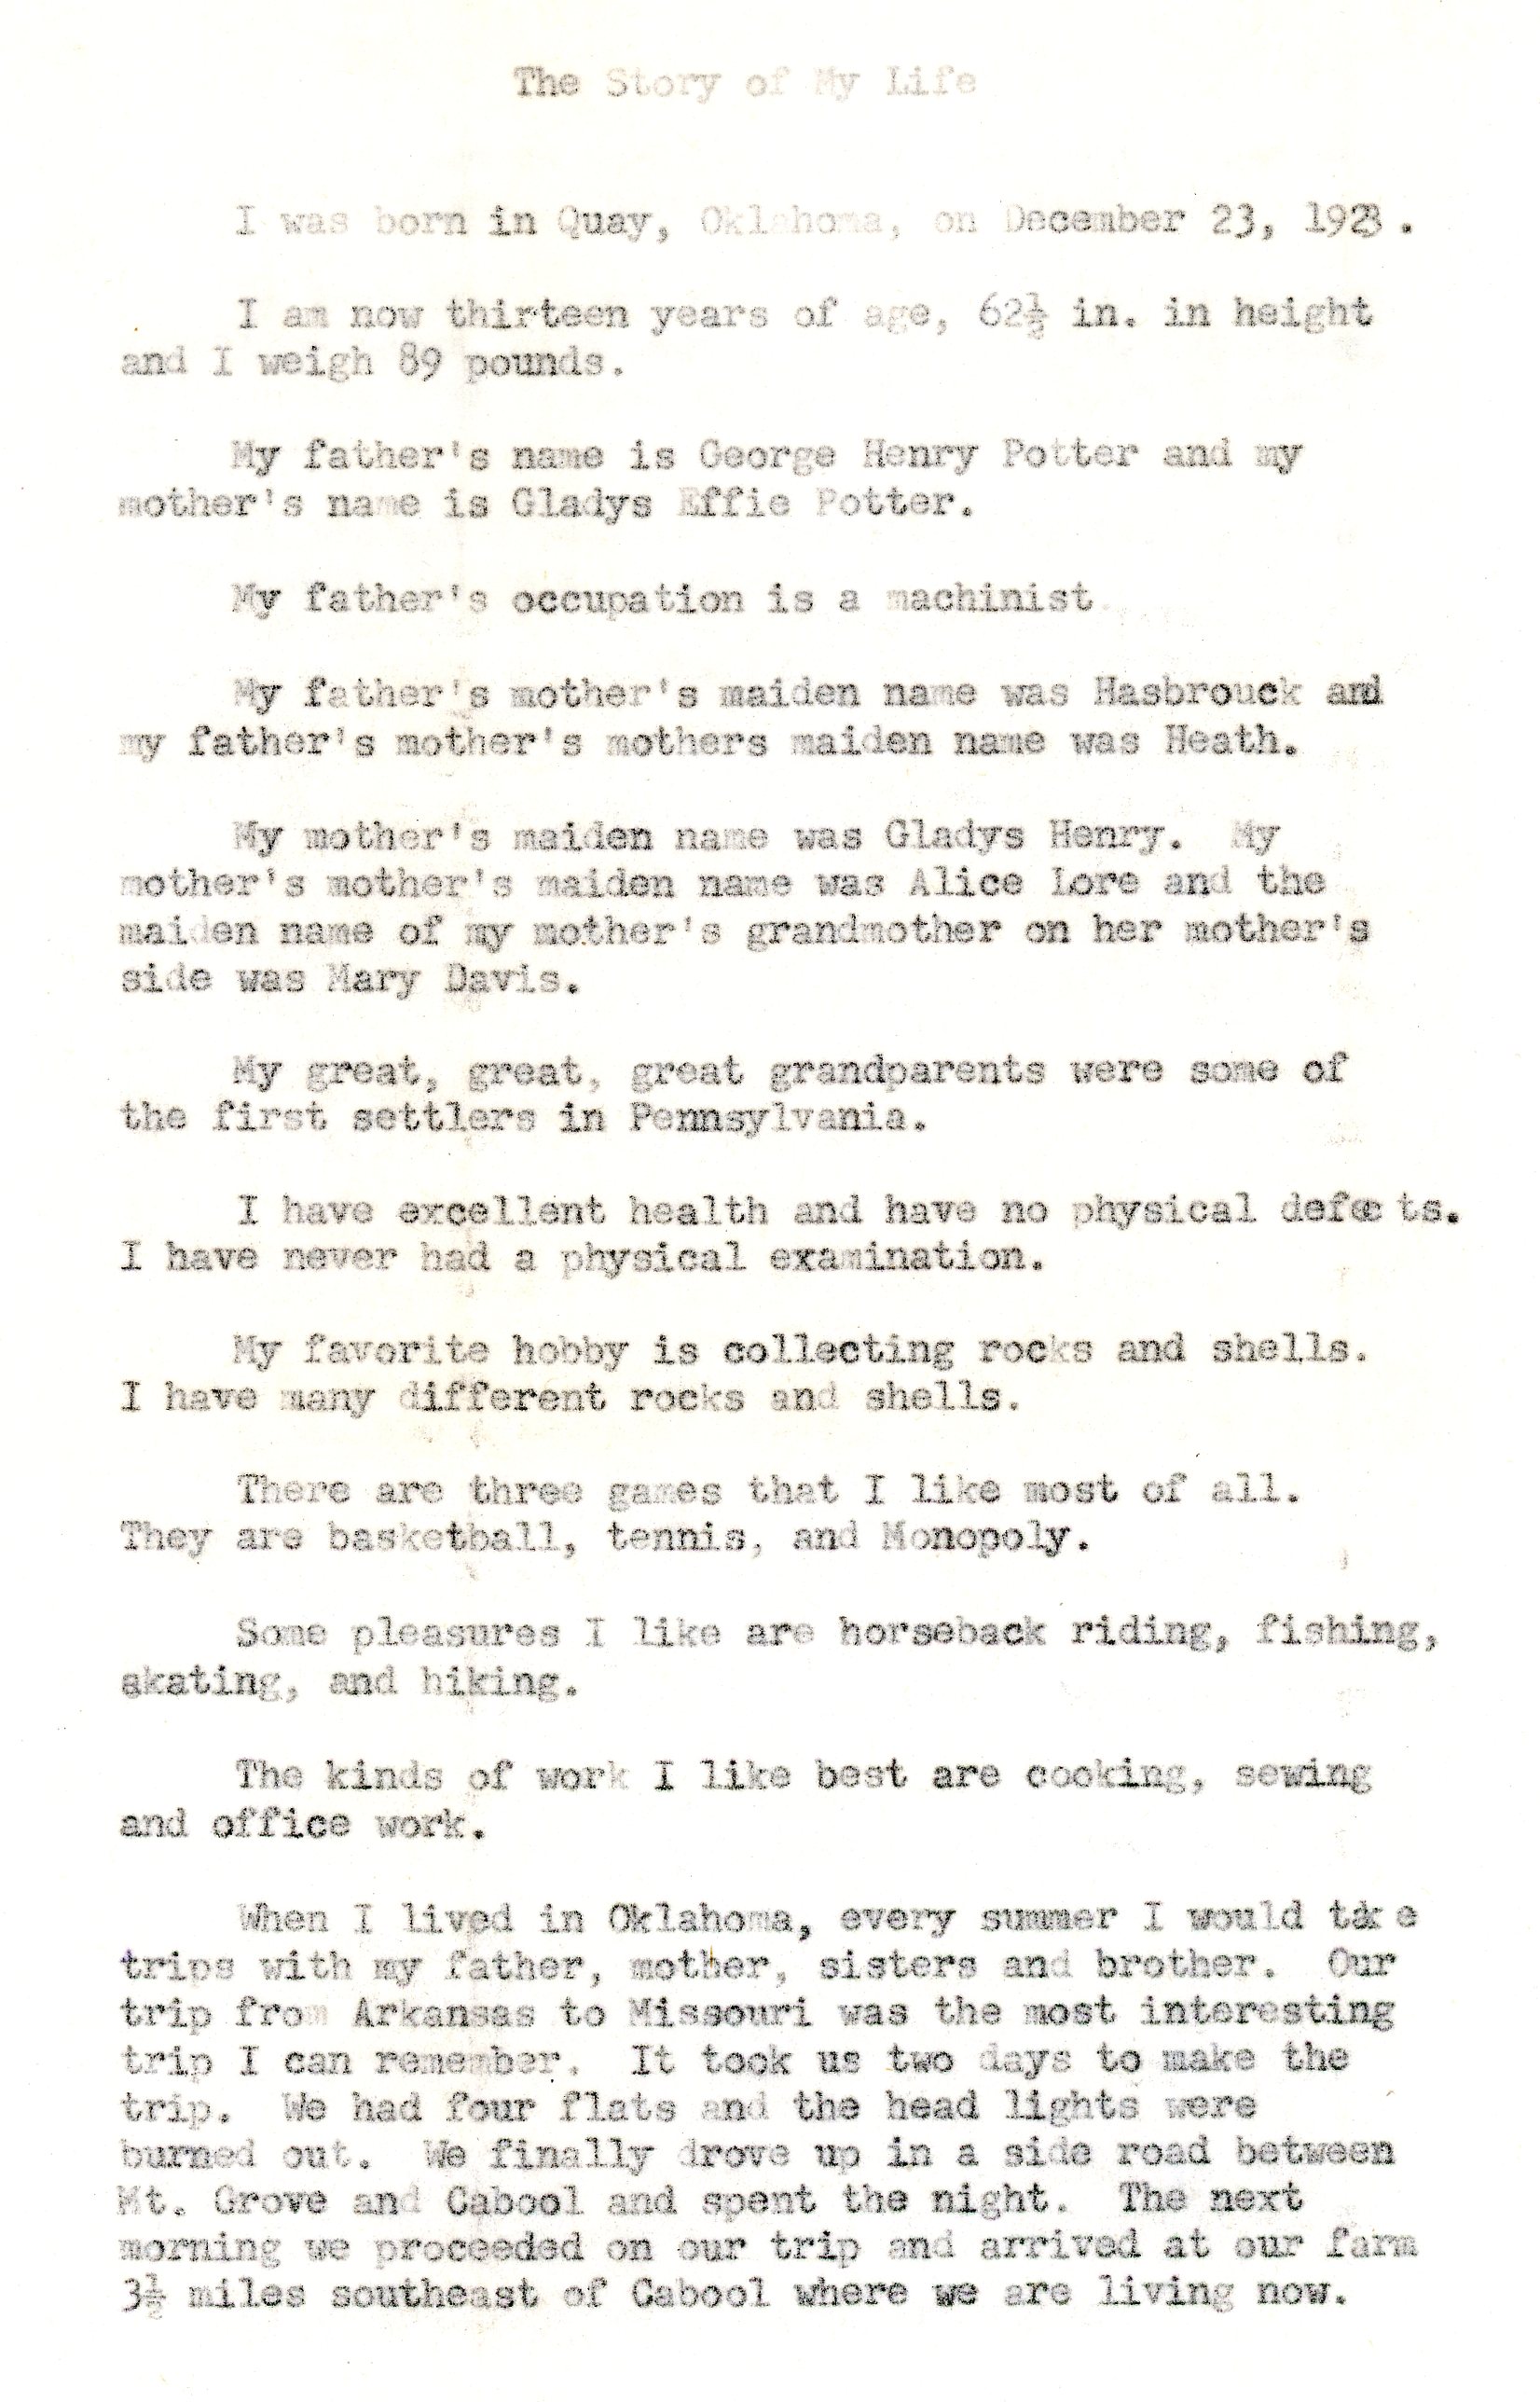 The Story of My Life
I was born in Quay, Oklahoma, on December 23, 1923.
I am now thirteen years of age, 62½ in. in height
and I weigh 89 pounds.
My father's name is George Henry Potter and my
mother's name is Gladys Effie Potter.
My father's occupation is a machinist.
My father's mother's maiden name was Hasbrouck and
my father's mother's mothers maiden name was Heath.
My mother's maiden name was Gladys Henry.  My
mother's mother's maiden name was Alice Lore and the
maiden name of my mother's grandmother on her mother's
side was Mary Davis.
My great, great, great grandparents were some of
the first settlers in Pennsylvania.
I have excellent health and have no physical defects.
I have never had a physical examination.
My favorite hobby is collecting rocks and shells.
I have many different rocks and shells.
There are three games that I like most of all.
They are basketball, tennis, and Monopoly.
Some pleasures I like are horseback riding, fishing,
skating, and hiking.
The kinds of work I like best are cooking, sewing
and office work.
When I lived in Oklahoma, every summer I would take
trips with my father, mother, sisters and brother.  Our
trip from Arkansas to Missouri was the most interesting
trip I can remember.  It took us two days to make the
trip.  We had four flats and the head lights were
burned out.  We finally drove up in a side road between
Mt. Grove and Cabool and spent the night.  The next
morning we proceeded on our trip and arrived at our farm
3½ miles southeast of Cabool where we are living now.